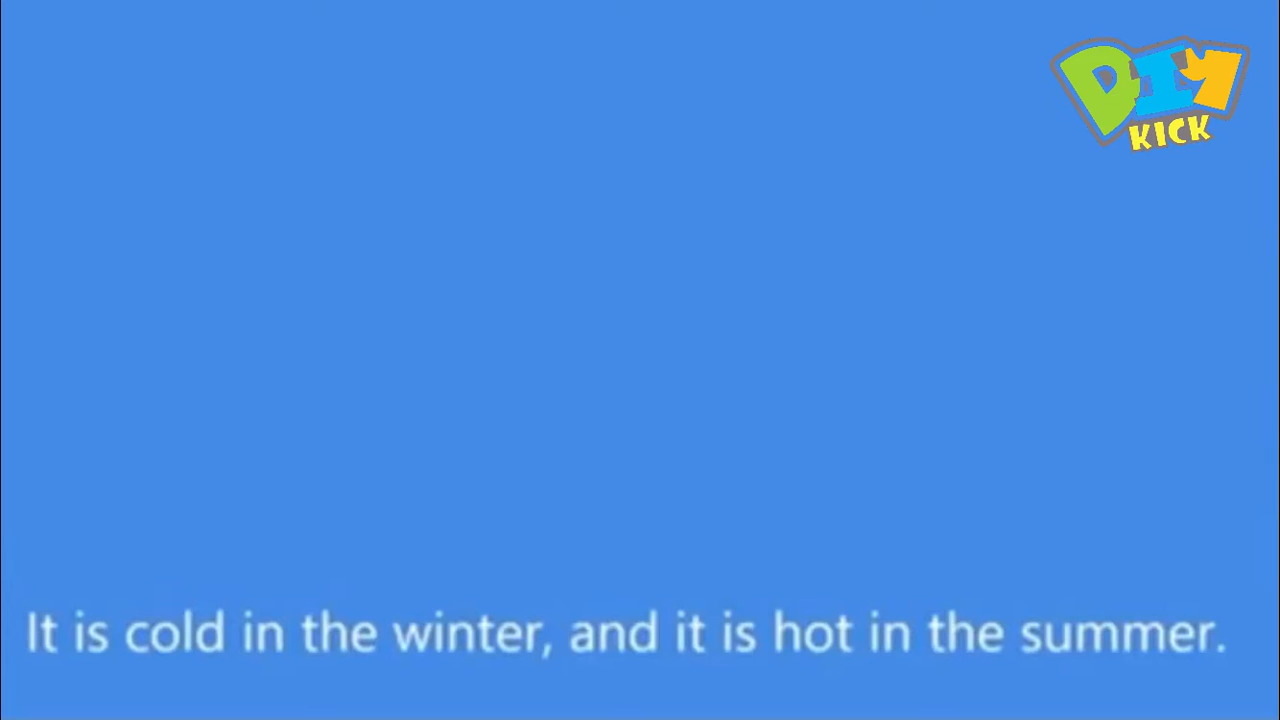 DIY
KICK
It is cold in the winter, and it is hot in the summer.